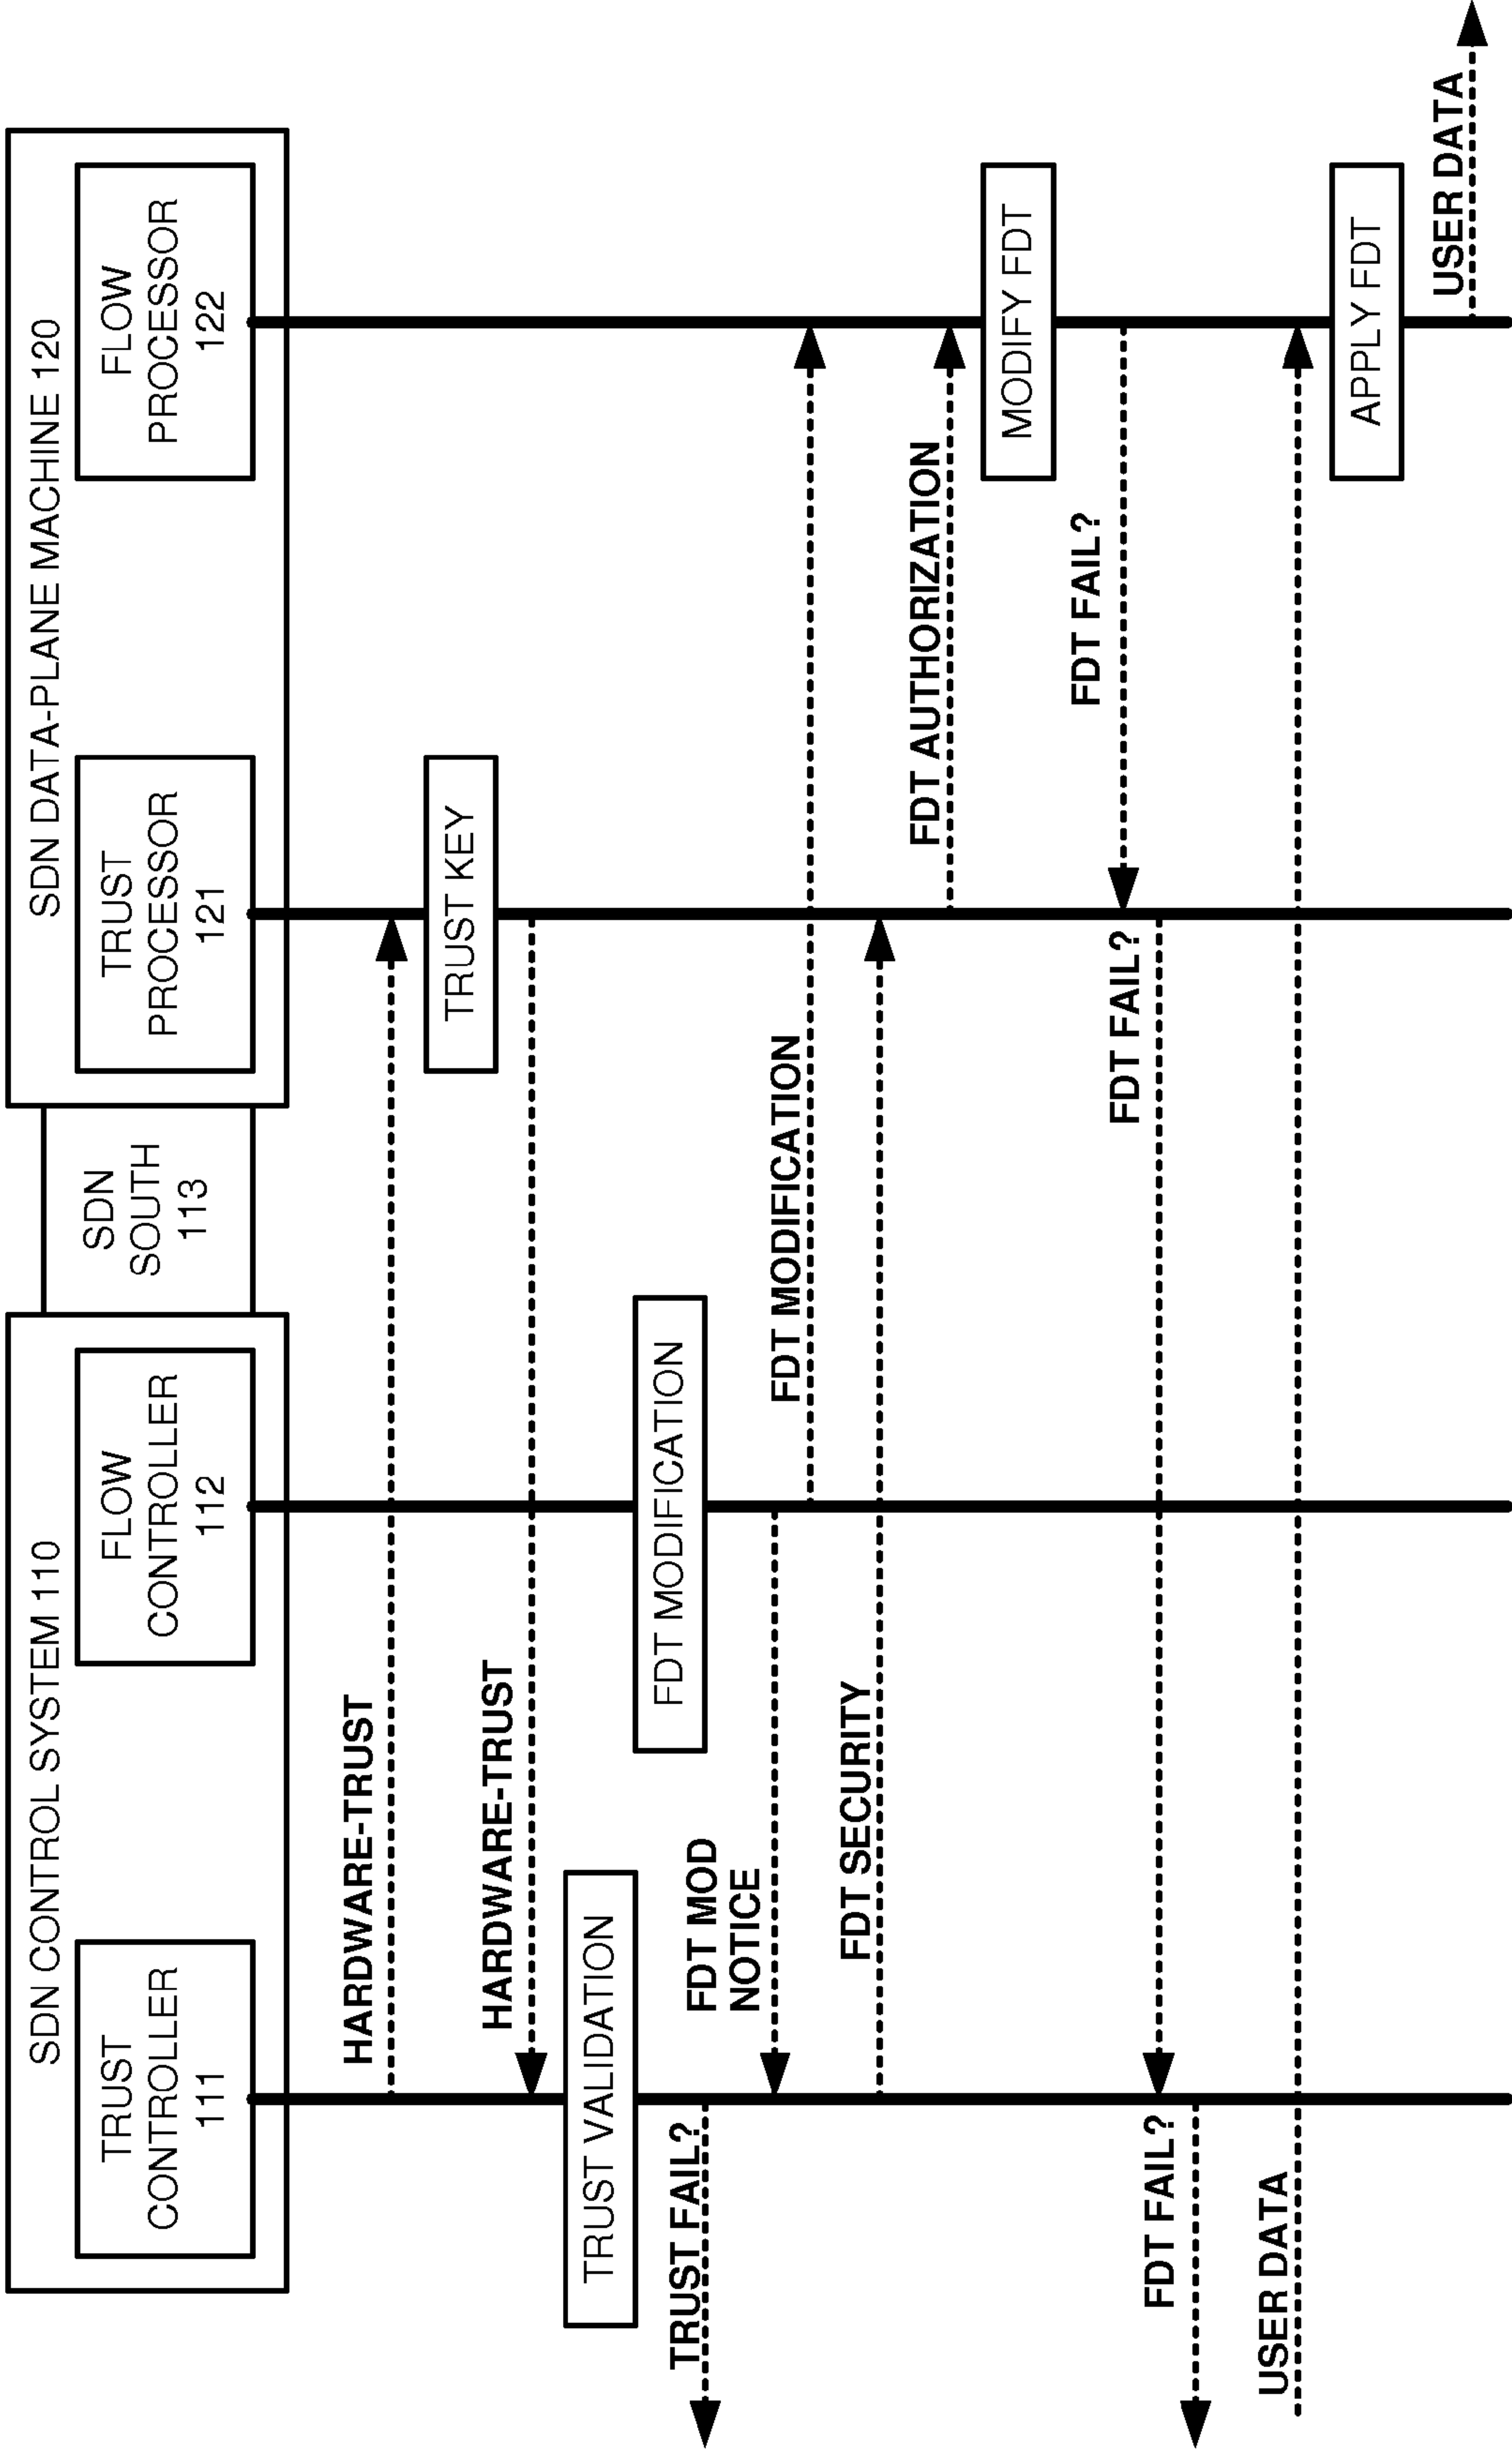 SDN CONTROL SYSTEM 110
TRUST
CONTROLLER
111
FLOW
CONTROLLER
112
SDN
SOUTH
113
SDN DATA-PLANE MACHINE 120
TRUST
PROCESSOR
121
FLOW
PROCESSOR
122
HARDWARE-TRUST
TRUST KEY
HARDWARE-TRUST
TRUST VALIDATION
FDT MODIFICATION
TRUST FAIL?
FDT MOD
NOTICE
FDT MODIFICATION
FDT SECURITY
FDT AUTHORIZATION
MODIFY FDT
FDT FAIL?
FDT FAIL?
FDT FAIL?
USER DATA
APPLY FDT
USER DATA